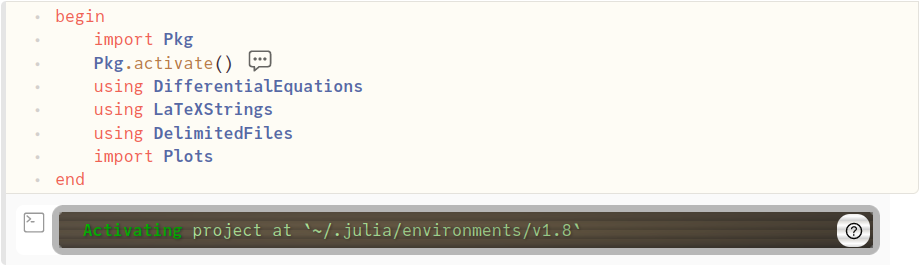 begin
import Pkg
Pkg.activate()
using DifferentialEquations
using LaTeXStrings
using DelimitedFiles
import Plots
end
Activating project at `~/.julia/environments/v1.8`